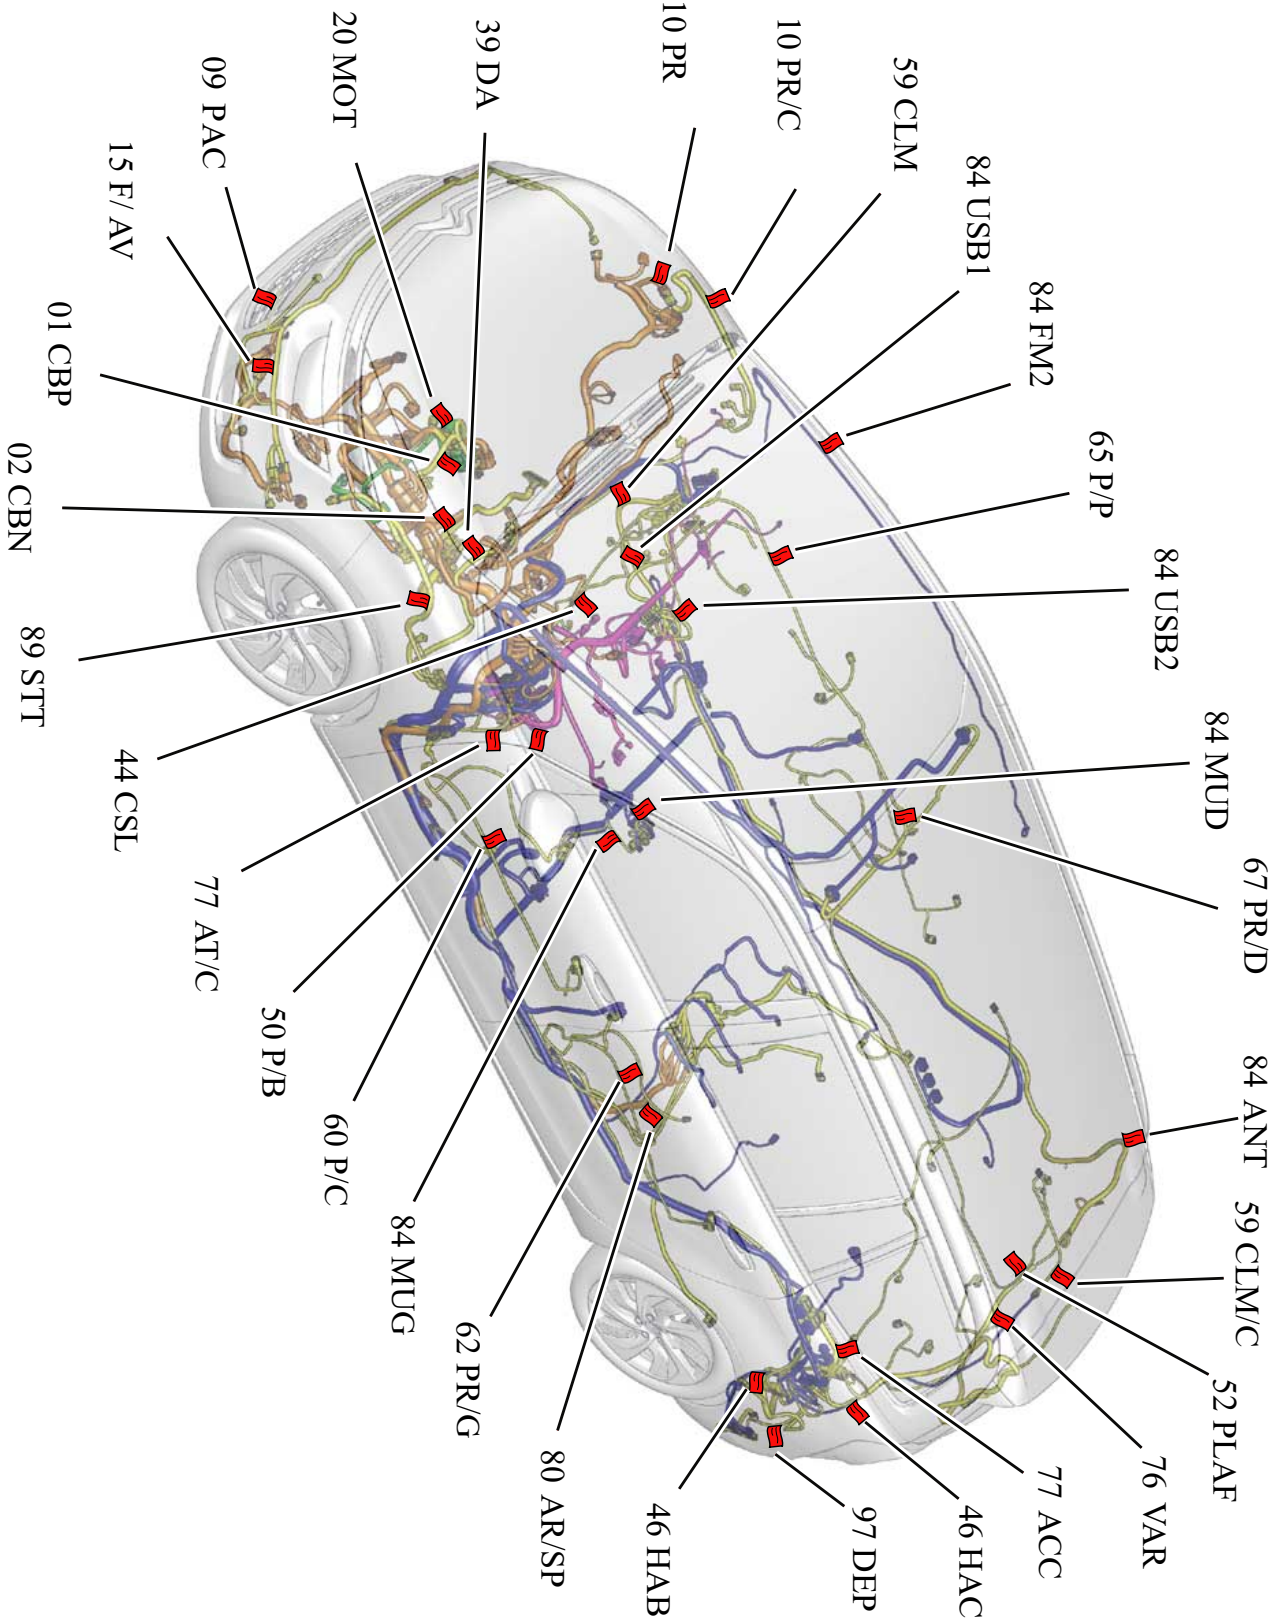 10 PR
10 PR/C
59 CLM
84 USB1
84 FM2
65 P/P
84 USB2
84 MUD
67 PR/D
84 ANT
59 CLM/C
52 PLAF
76 VAR
77 ACC
46 HAC
97 DEP
46 HAB
80 AR/SP
62 PR/G
84 MUG
60 P/C
50 P/B
77 AT/C
44 CSL
89 STT
02 CBN
01 CBP
15 F/ AV
09 PAC
20 MOT
39 DA